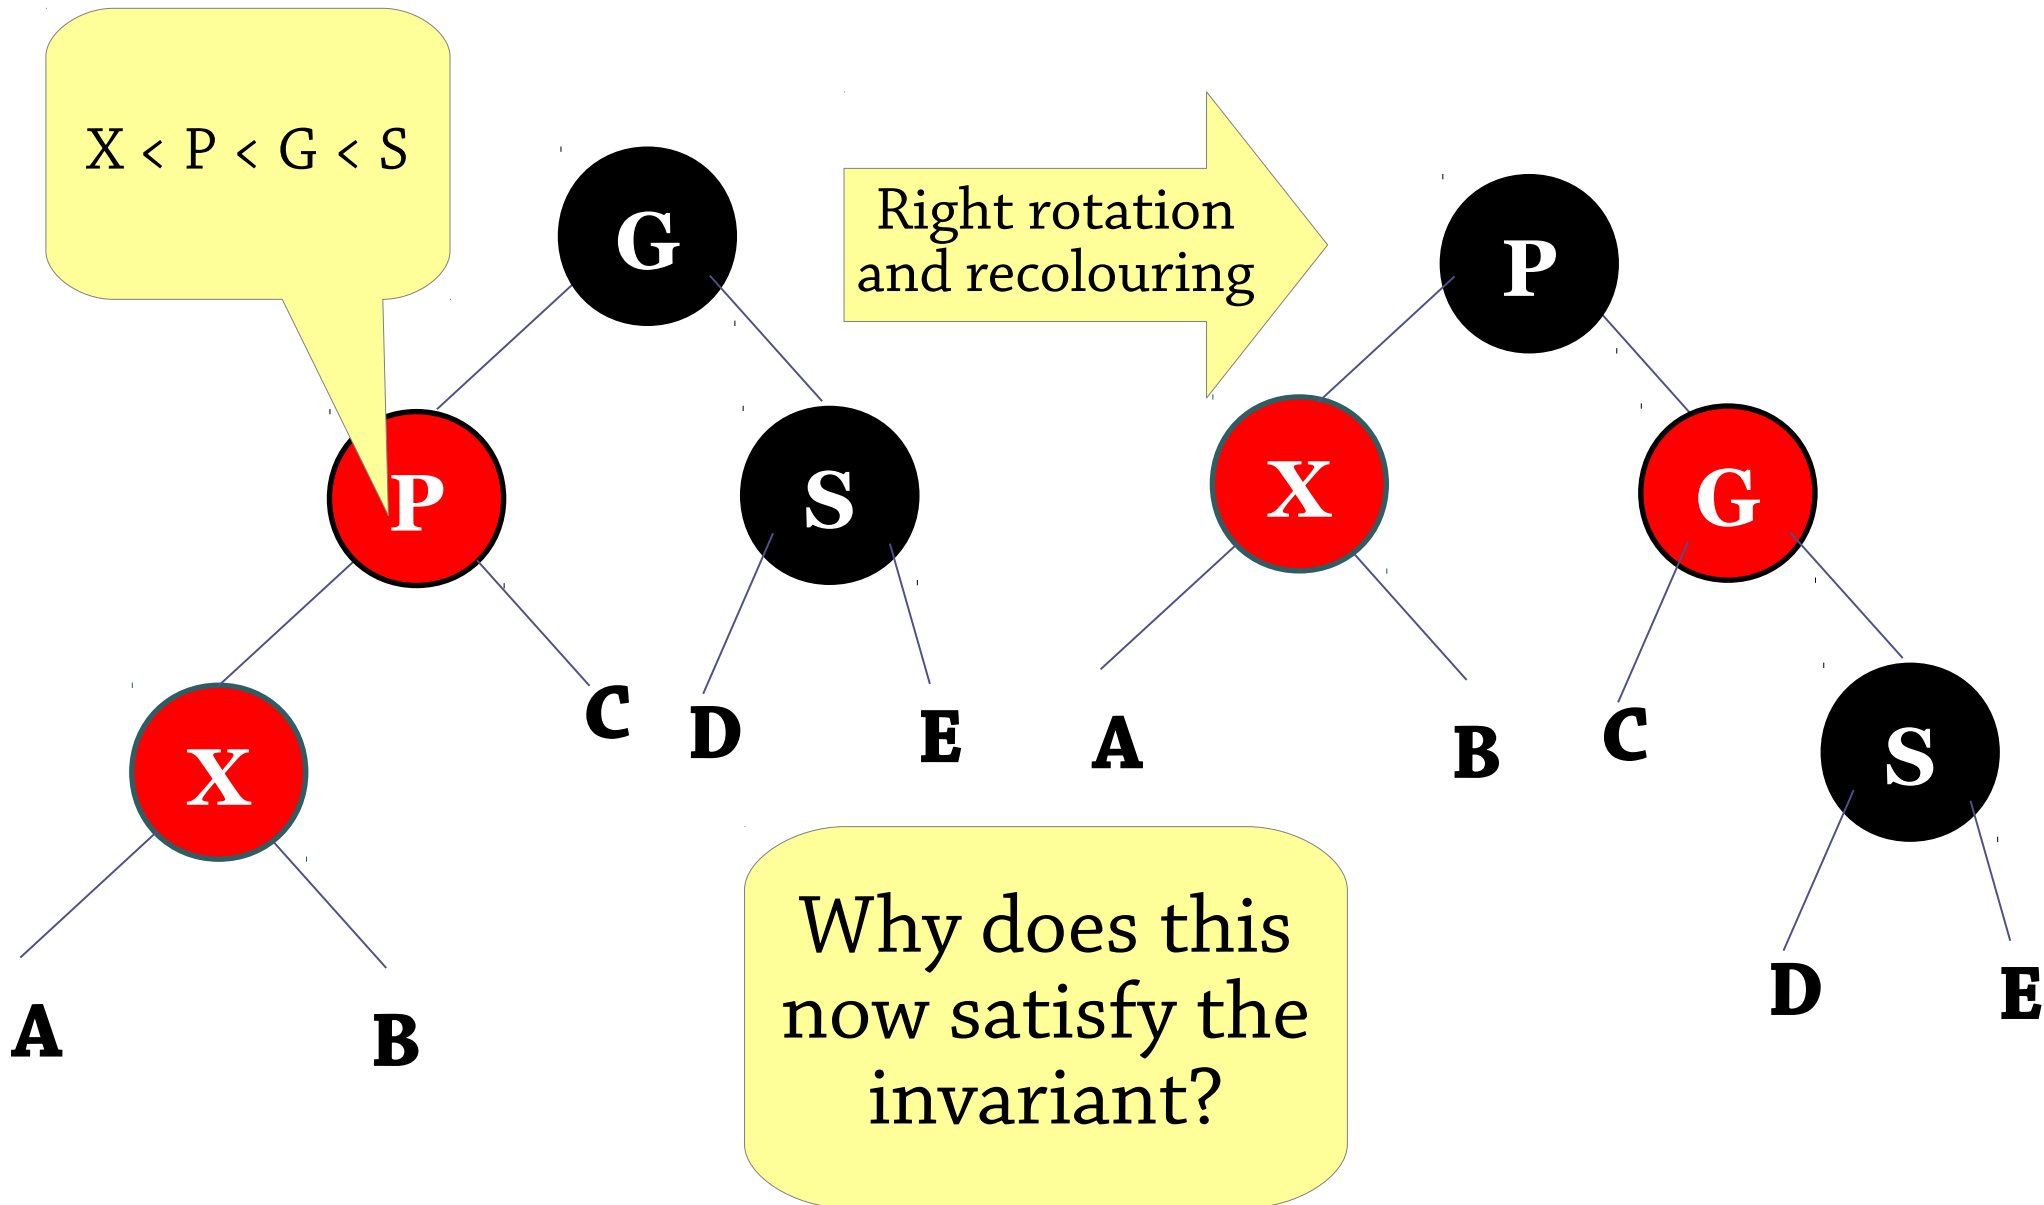 X < P < G < S
G
P
S
X
C
D
E
A
B
Right rotation
and recolouring
P
X
G
A
B
C
S
D
E
Why does this
now satisfy the
invariant?